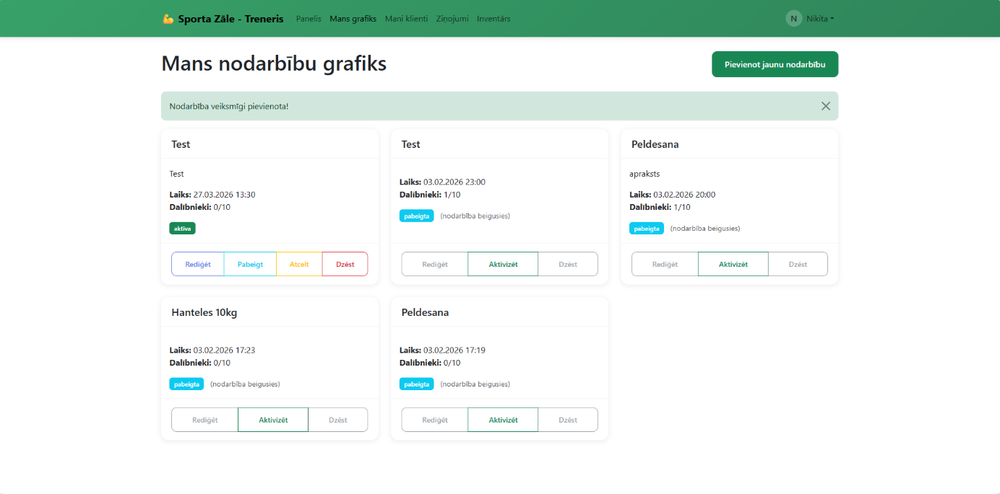 💪 Sporta Zāle - Treneris Panelis Mans grafiks Mani klienti Ziņojumi Inventārs N Nikita
Mans nodarbību grafiks
Pievienot jaunu nodarbību
Nodarbība veiksmīgi pievienota!
Test
Test
Laiks: 27.03.2026 13:30
Dalībnieki: 0/10
aktīva
Rediģēt Pabeigt Atcelt Dzēst
Test
Laiks: 03.02.2026 23:00
Dalībnieki: 1/10
pabeigta (nodarbība beigusies)
Rediģēt Aktivizēt Dzēst
Peldesana
apraksts
Laiks: 03.02.2026 20:00
Dalībnieki: 1/10
pabeigta (nodarbība beigusies)
Rediģēt Aktivizēt Dzēst
Hanteles 10kg
Laiks: 03.02.2026 17:23
Dalībnieki: 0/10
pabeigta (nodarbība beigusies)
Rediģēt Aktivizēt Dzēst
Peldesana
Laiks: 03.02.2026 17:19
Dalībnieki: 0/10
pabeigta (nodarbība beigusies)
Rediģēt Aktivizēt Dzēst